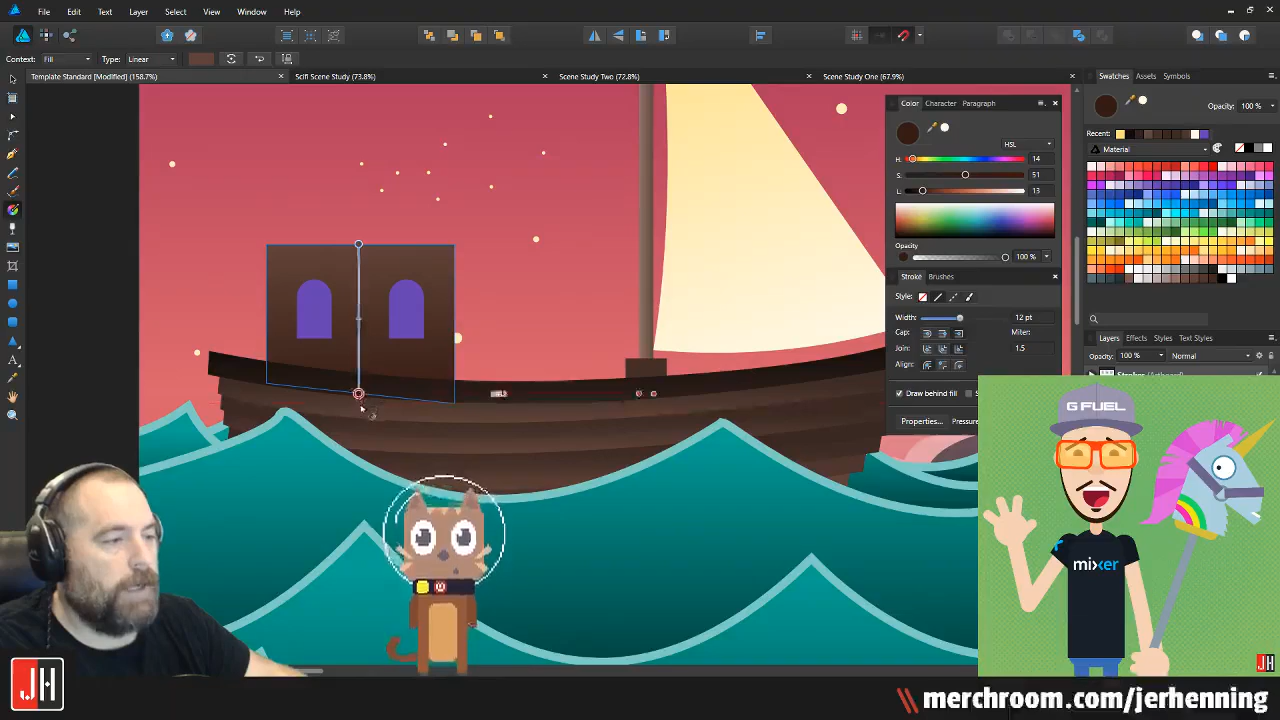 File Edit Text Layer Select View Window Help
Context: Fill Type: Linear
Template Standard [Modified] (158.7%) Scifi Scene Study (73.8%) Scene Study Two (72.8%) Scene Study One (67.9%)
Swatches Assets Symbols
Opacity: 100 %
Recent:
Material
Color Character Paragraph
HSL
H: 14
S: 51
L: 13
Opacity
100 %
Stroke Brushes
Style:
Width: 12 pt
Cap: Miter:
Join: 1.5
Align:
Draw behind fill
Properties... Pressure
Layers Effects Styles Text Styles
Opacity: 100 % Normal
G FUEL
mixer
JH
JH
merchroom.com/jerhenning